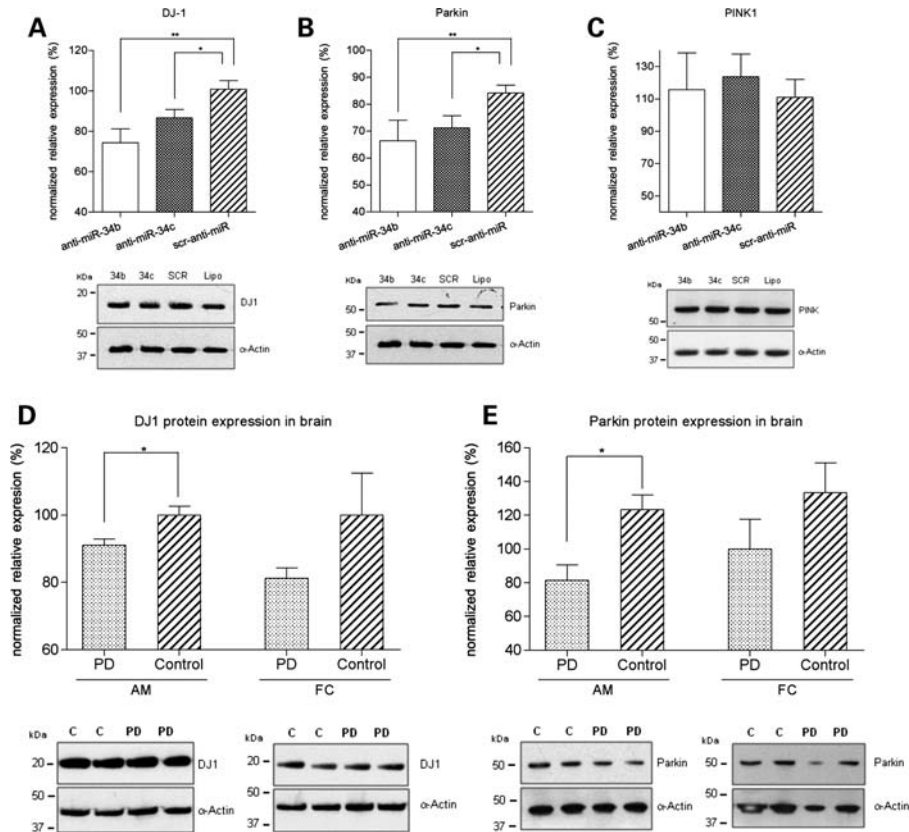 A
DJ-1
normalized relative expression (%)
120
100
80
60
40
**
*
anti-miR-34b
anti-miR-34c
scr-anti-miR
KDa
34b 34c SCR Lipo
20
DJ1
50
37
α-Actin
B
Parkin
normalized relative expression (%)
100
80
60
40
**
*
anti-miR-34b
anti-miR-34c
scr-anti-miR
KDa
34b 34c SCR Lipo
50
Parkin
50
37
α-Actin
C
PINK1
normalized relative expression (%)
130
110
90
70
50
anti-miR-34b
anti-miR-34c
scr-anti-miR
KDa
34b 34c SCR Lipo
50
PINK
50
37
α-Actin
D
DJ1 protein expression in brain
normalized relative expression (%)
120
100
80
60
*
PD Control PD Control
AM FC
kDa
C C PD PD
20
DJ1
50
37
α-Actin
kDa
C C PD PD
20
DJ1
50
37
α-Actin
E
Parkin protein expression in brain
normalized relative expression (%)
160
140
120
100
80
60
40
*
PD Control PD Control
AM FC
kDa
C C PD PD
50
Parkin
50
37
α-Actin
kDa
C C PD PD
50
Parkin
50
37
α-Actin